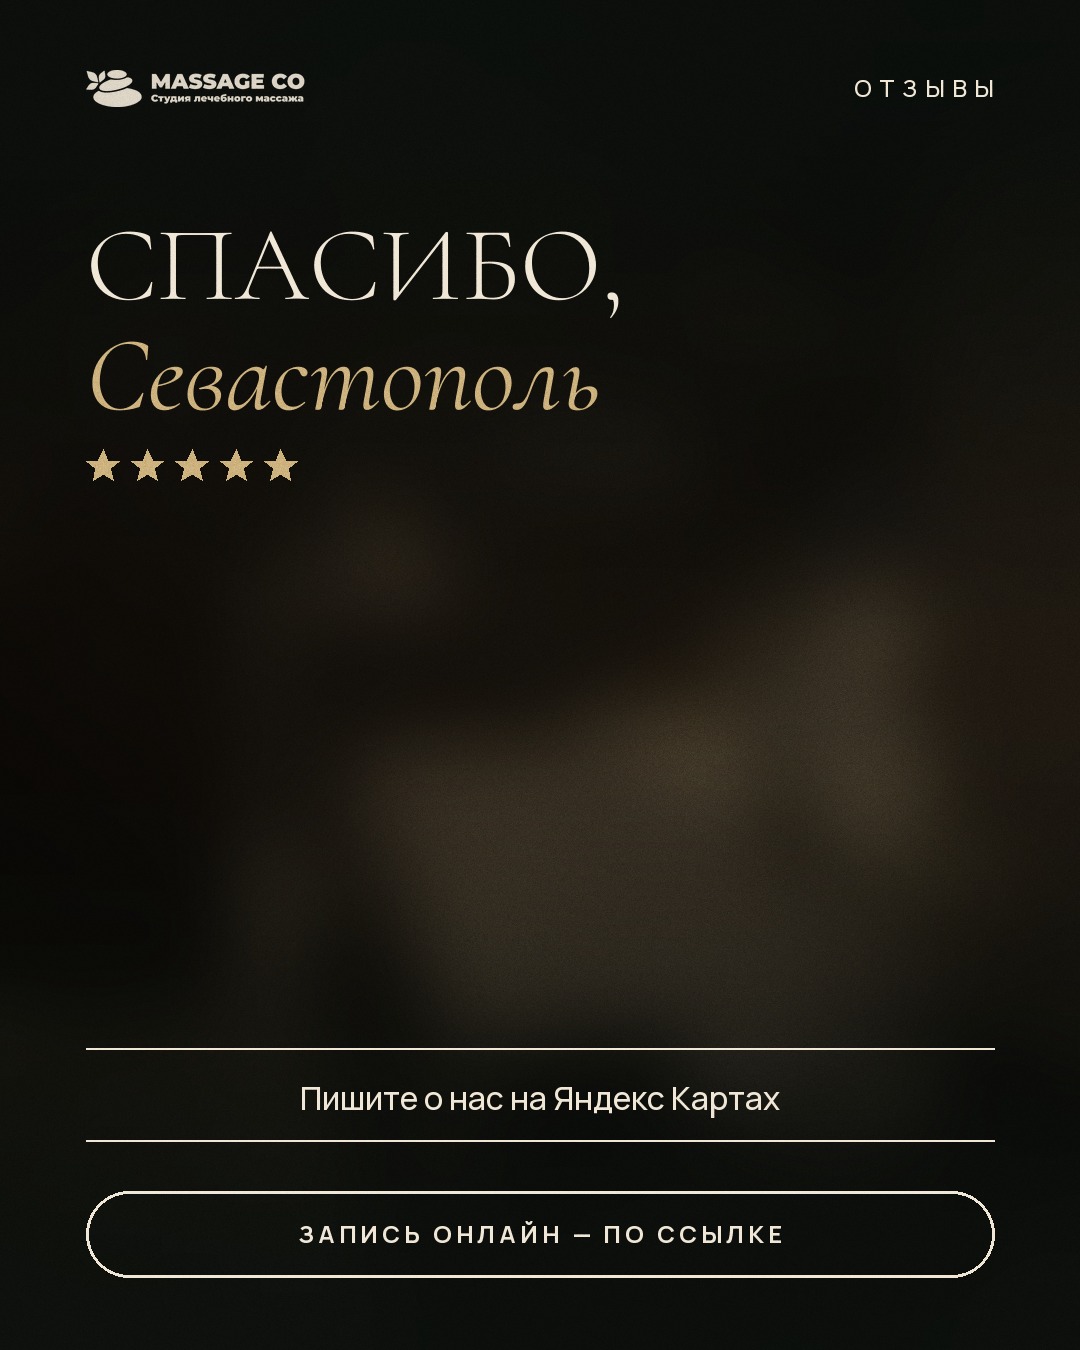 MASSAGE CO
Студия лечебного массажа
ОТЗЫВЫ
СПАСИБО,
Севастополь
Пишите о нас на Яндекс Картах
ЗАПИСЬ ОНЛАЙН — ПО ССЫЛКЕ